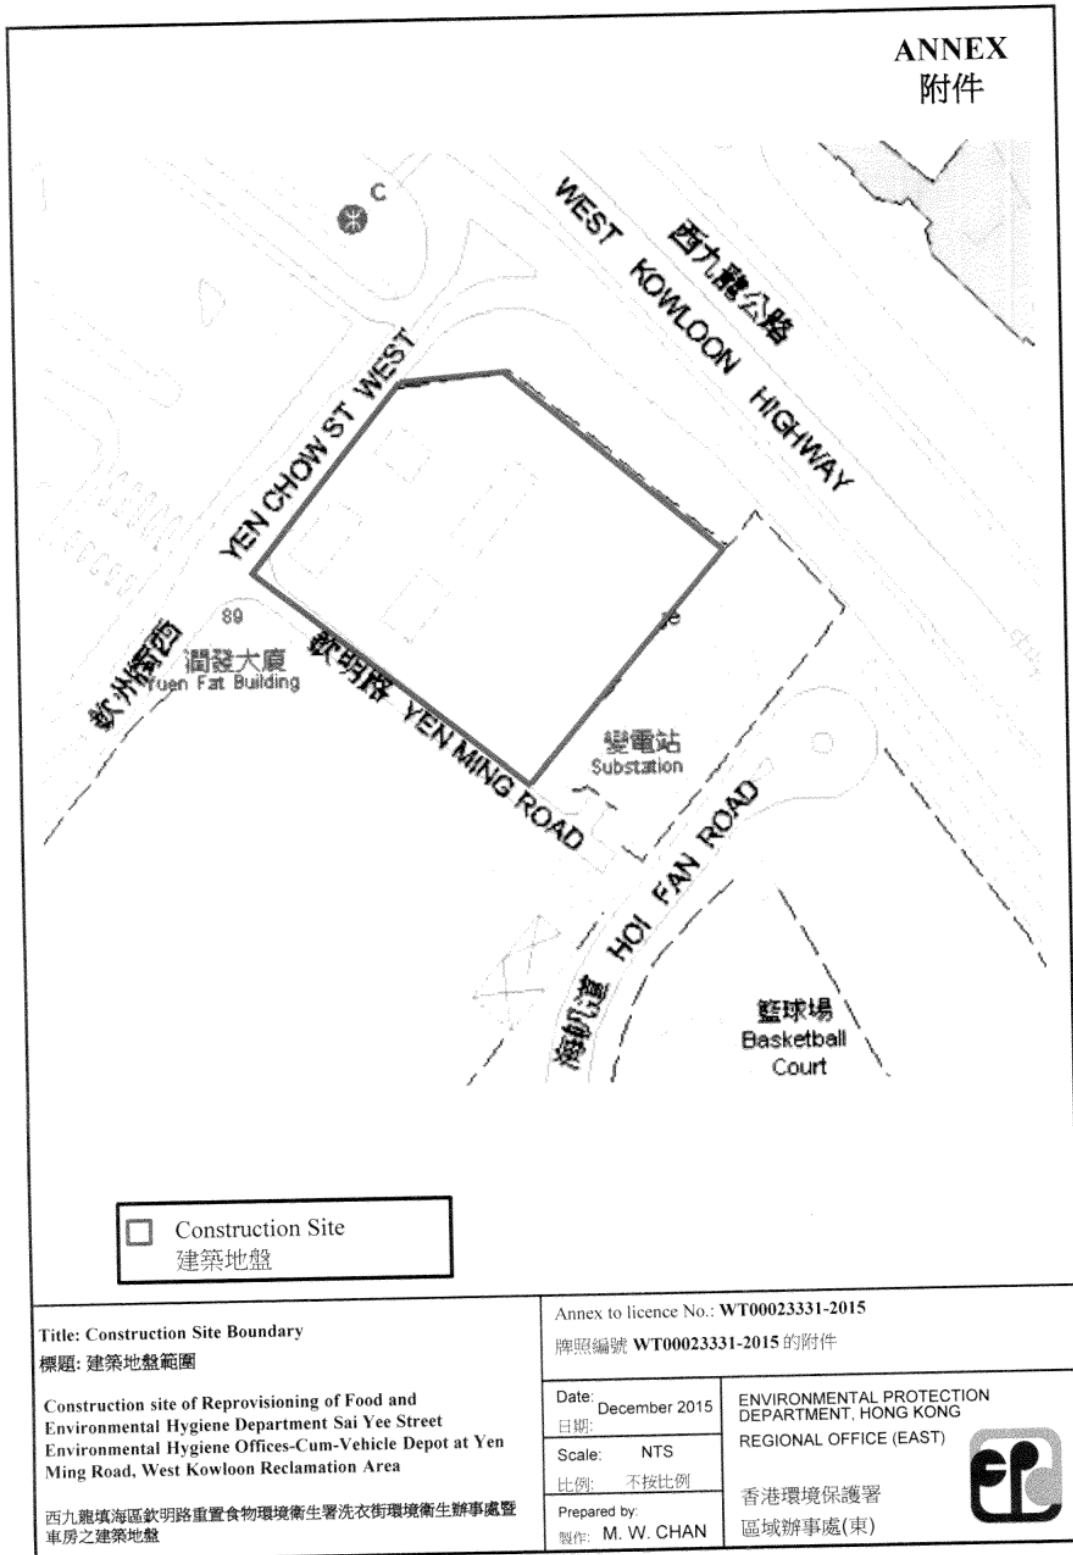 ANNEX
附件
C
WEST KOWLOON HIGHWAY
西九龍公路
YEN CHOW ST WEST
欽州街西
89
潤發大廈
Yuen Fat Building
欽明路 YEN MING ROAD
變電站
Substation
海帆道 HOI FAN ROAD
籃球場
Basketball
Court
Construction Site
建築地盤
Title: Construction Site Boundary
標題: 建築地盤範圍
Construction site of Reprovisioning of Food and
Environmental Hygiene Department Sai Yee Street
Environmental Hygiene Offices-Cum-Vehicle Depot at Yen
Ming Road, West Kowloon Reclamation Area
西九龍填海區欽明路重置食物環境衞生署洗衣街環境衞生辦事處暨
車房之建築地盤
Annex to licence No.: WT00023331-2015
牌照編號 WT00023331-2015 的附件
Date: December 2015
日期:
Scale: NTS
比例: 不按比例
Prepared by:
製作: M. W. CHAN
ENVIRONMENTAL PROTECTION
DEPARTMENT, HONG KONG
REGIONAL OFFICE (EAST)
香港環境保護署
區域辦事處(東)